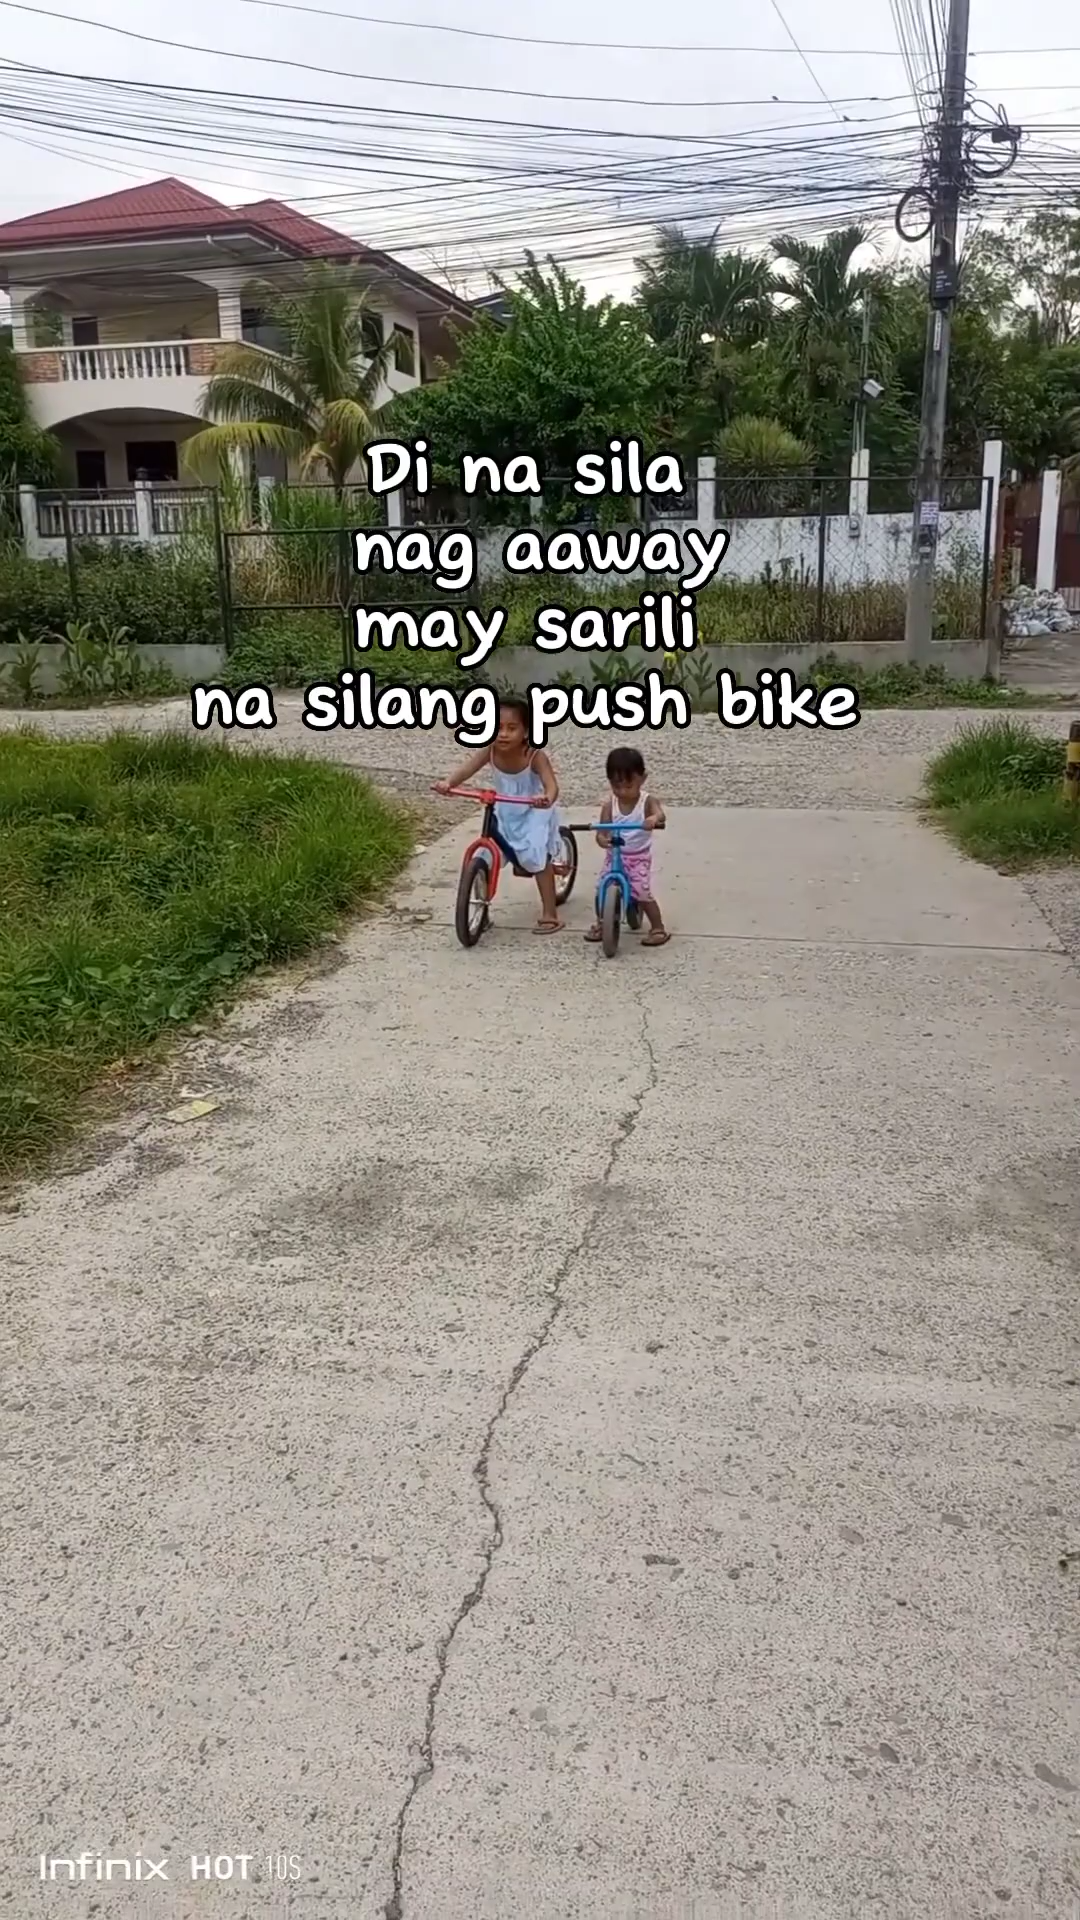 Di na sila
nag aaway
may sarili
na silang push bike
Infinix HOT 10S